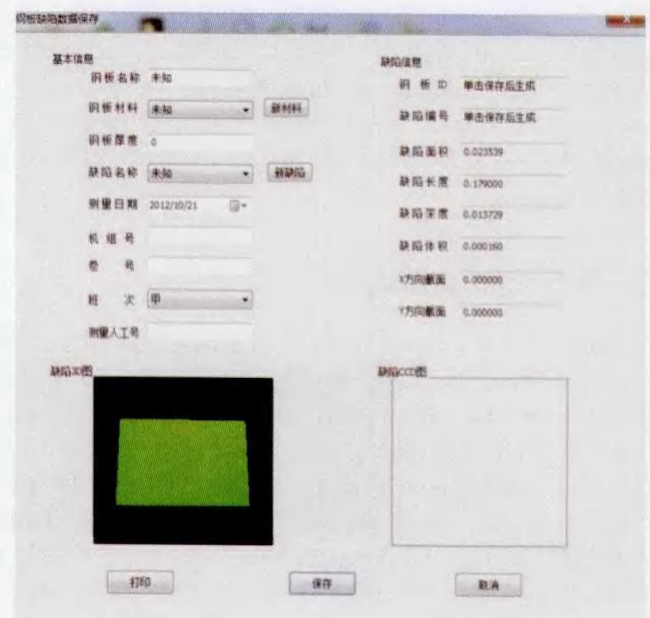 钢板缺陷数据保存
基本信息
钢板名称 未知
钢板材料 未知 新材料
钢板厚度 0
缺陷名称 未知 新缺陷
测量日期 2012/10/21
机组号
卷号
班次 甲
测量人工号
缺陷信息
钢板ID 单击保存后生成
缺陷编号 单击保存后生成
缺陷面积 0.023539
缺陷长度 0.179000
缺陷深度 0.013729
缺陷体积 0.000160
X方向截面 0.000000
Y方向截面 0.000000
缺陷3D图
缺陷CCD图
打印 保存 取消